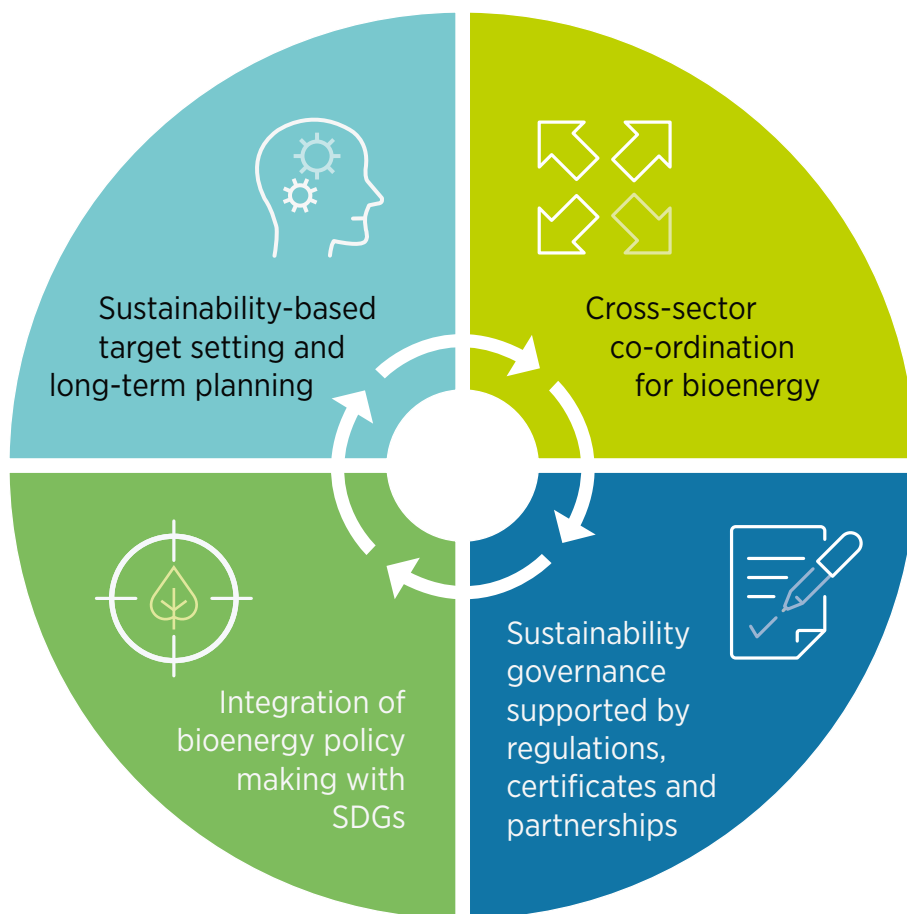 Sustainability-based
target setting and
long-term planning
Cross-sector
co-ordination
for bioenergy
Integration of
bioenergy policy
making with
SDGs
Sustainability
governance
supported by
regulations,
certificates and
partnerships